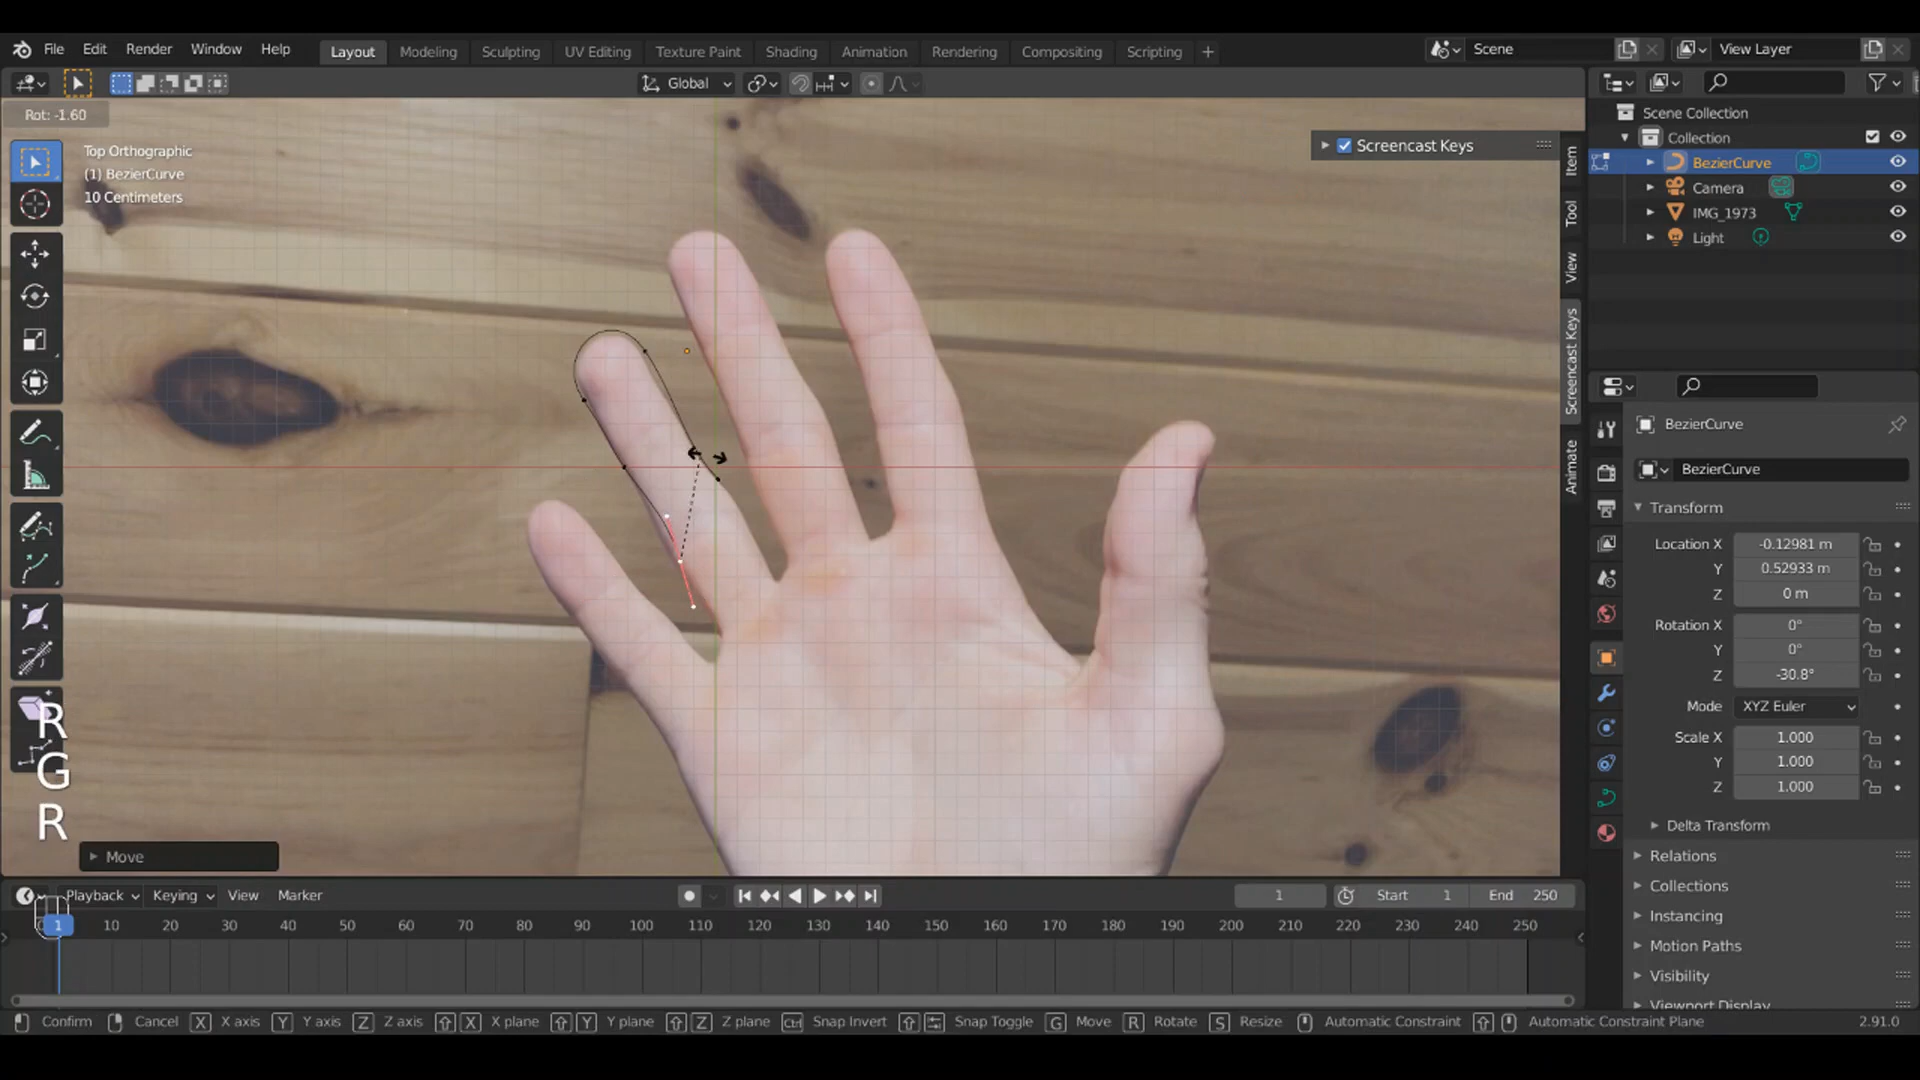 File Edit Render Window Help Layout Modeling Sculpting UV Editing Texture Paint Shading Animation Rendering Compositing Scripting + Scene View Layer
Global
Rot: -1.60
Top Orthographic
(1) BezierCurve
10 Centimeters
Screencast Keys
Item
Tool
View
Screencast Keys
Animate
Scene Collection
Collection
BezierCurve
Camera
IMG_1973
Light
BezierCurve
BezierCurve
Transform
Location X -0.12981 m
Y 0.52933 m
Z 0 m
Rotation X 0°
Y 0°
Z -30.8°
Mode XYZ Euler
Scale X 1.000
Y 1.000
Z 1.000
Delta Transform
Relations
Collections
Instancing
Motion Paths
Visibility
Viewport Display
R
G
R
Move
Playback Keying View Marker 1 Start 1 End 250
1 10 20 30 40 50 60 70 80 90 100 110 120 130 140 150 160 170 180 190 200 210 220 230 240 250
Confirm Cancel X X axis Y Y axis Z Z axis X X plane Y Y plane Z Z plane Ctrl Snap Invert Snap Toggle G Move R Rotate S Resize Automatic Constraint Automatic Constraint Plane 2.91.0